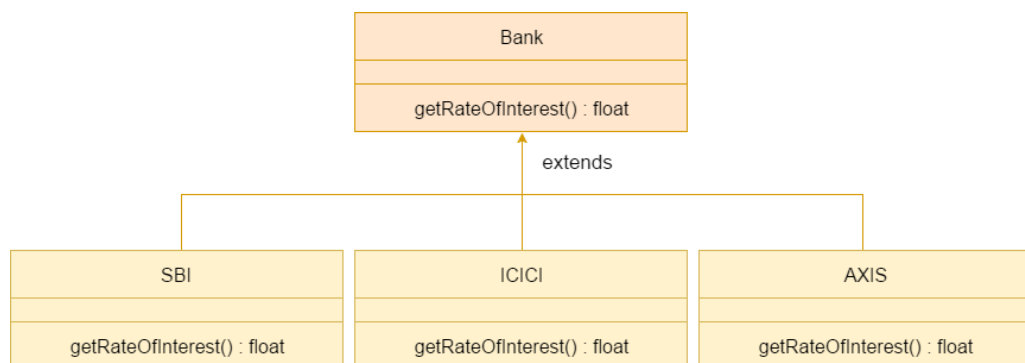 Bank
getRateOfInterest() : float
extends
SBI
ICICI
AXIS
getRateOfInterest() : float
getRateOfInterest() : float
getRateOfInterest() : float